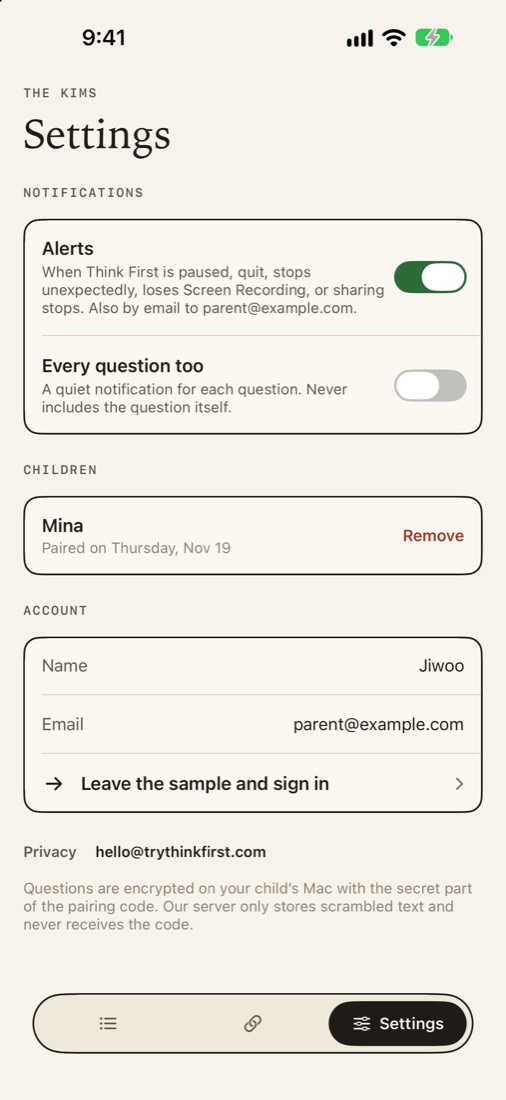 9:41
THE KIMS
Settings
NOTIFICATIONS
Alerts
When Think First is paused, quit, stops
unexpectedly, loses Screen Recording, or sharing
stops. Also by email to parent@example.com.
Every question too
A quiet notification for each question. Never
includes the question itself.
CHILDREN
Mina
Paired on Thursday, Nov 19
Remove
ACCOUNT
Name Jiwoo
Email parent@example.com
Leave the sample and sign in
Privacy hello@trythinkfirst.com
Questions are encrypted on your child's Mac with the secret part
of the pairing code. Our server only stores scrambled text and
never receives the code.
Settings